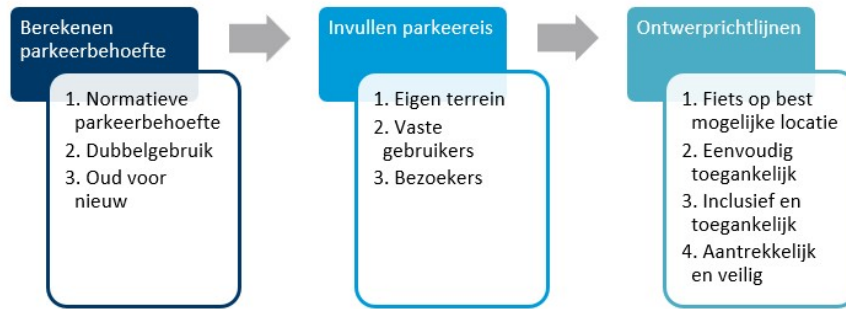 Berekenen
parkeerbehoefte
1. Normatieve
parkeerbehoefte
2. Dubbelgebruik
3. Oud voor
nieuw
Invullen parkeereis
1. Eigen terrein
2. Vaste
gebruikers
3. Bezoekers
Ontwerprichtlijnen
1. Fiets op best
mogelijke locatie
2. Eenvoudig
toegankelijk
3. Inclusief en
toegankelijk
4. Aantrekkelijk
en veilig